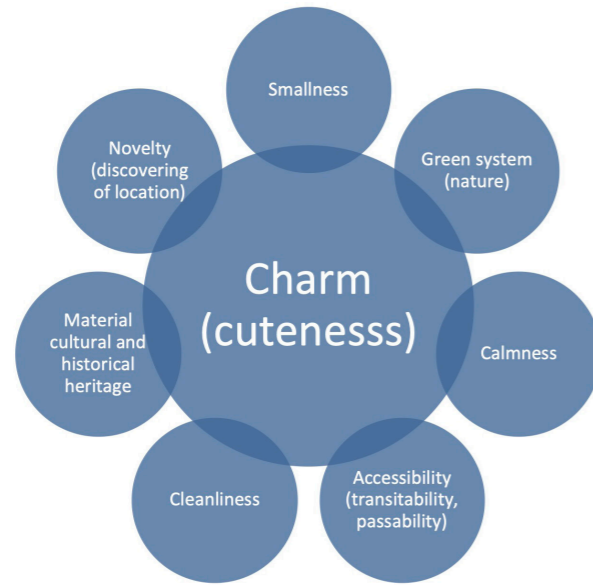 Smallness
Green system
(nature)
Calmness
Accessibility
(transitability,
passability)
Cleanliness
Material
cultural and
historical
heritage
Novelty
(discovering
of location)
Charm
(cutenesss)